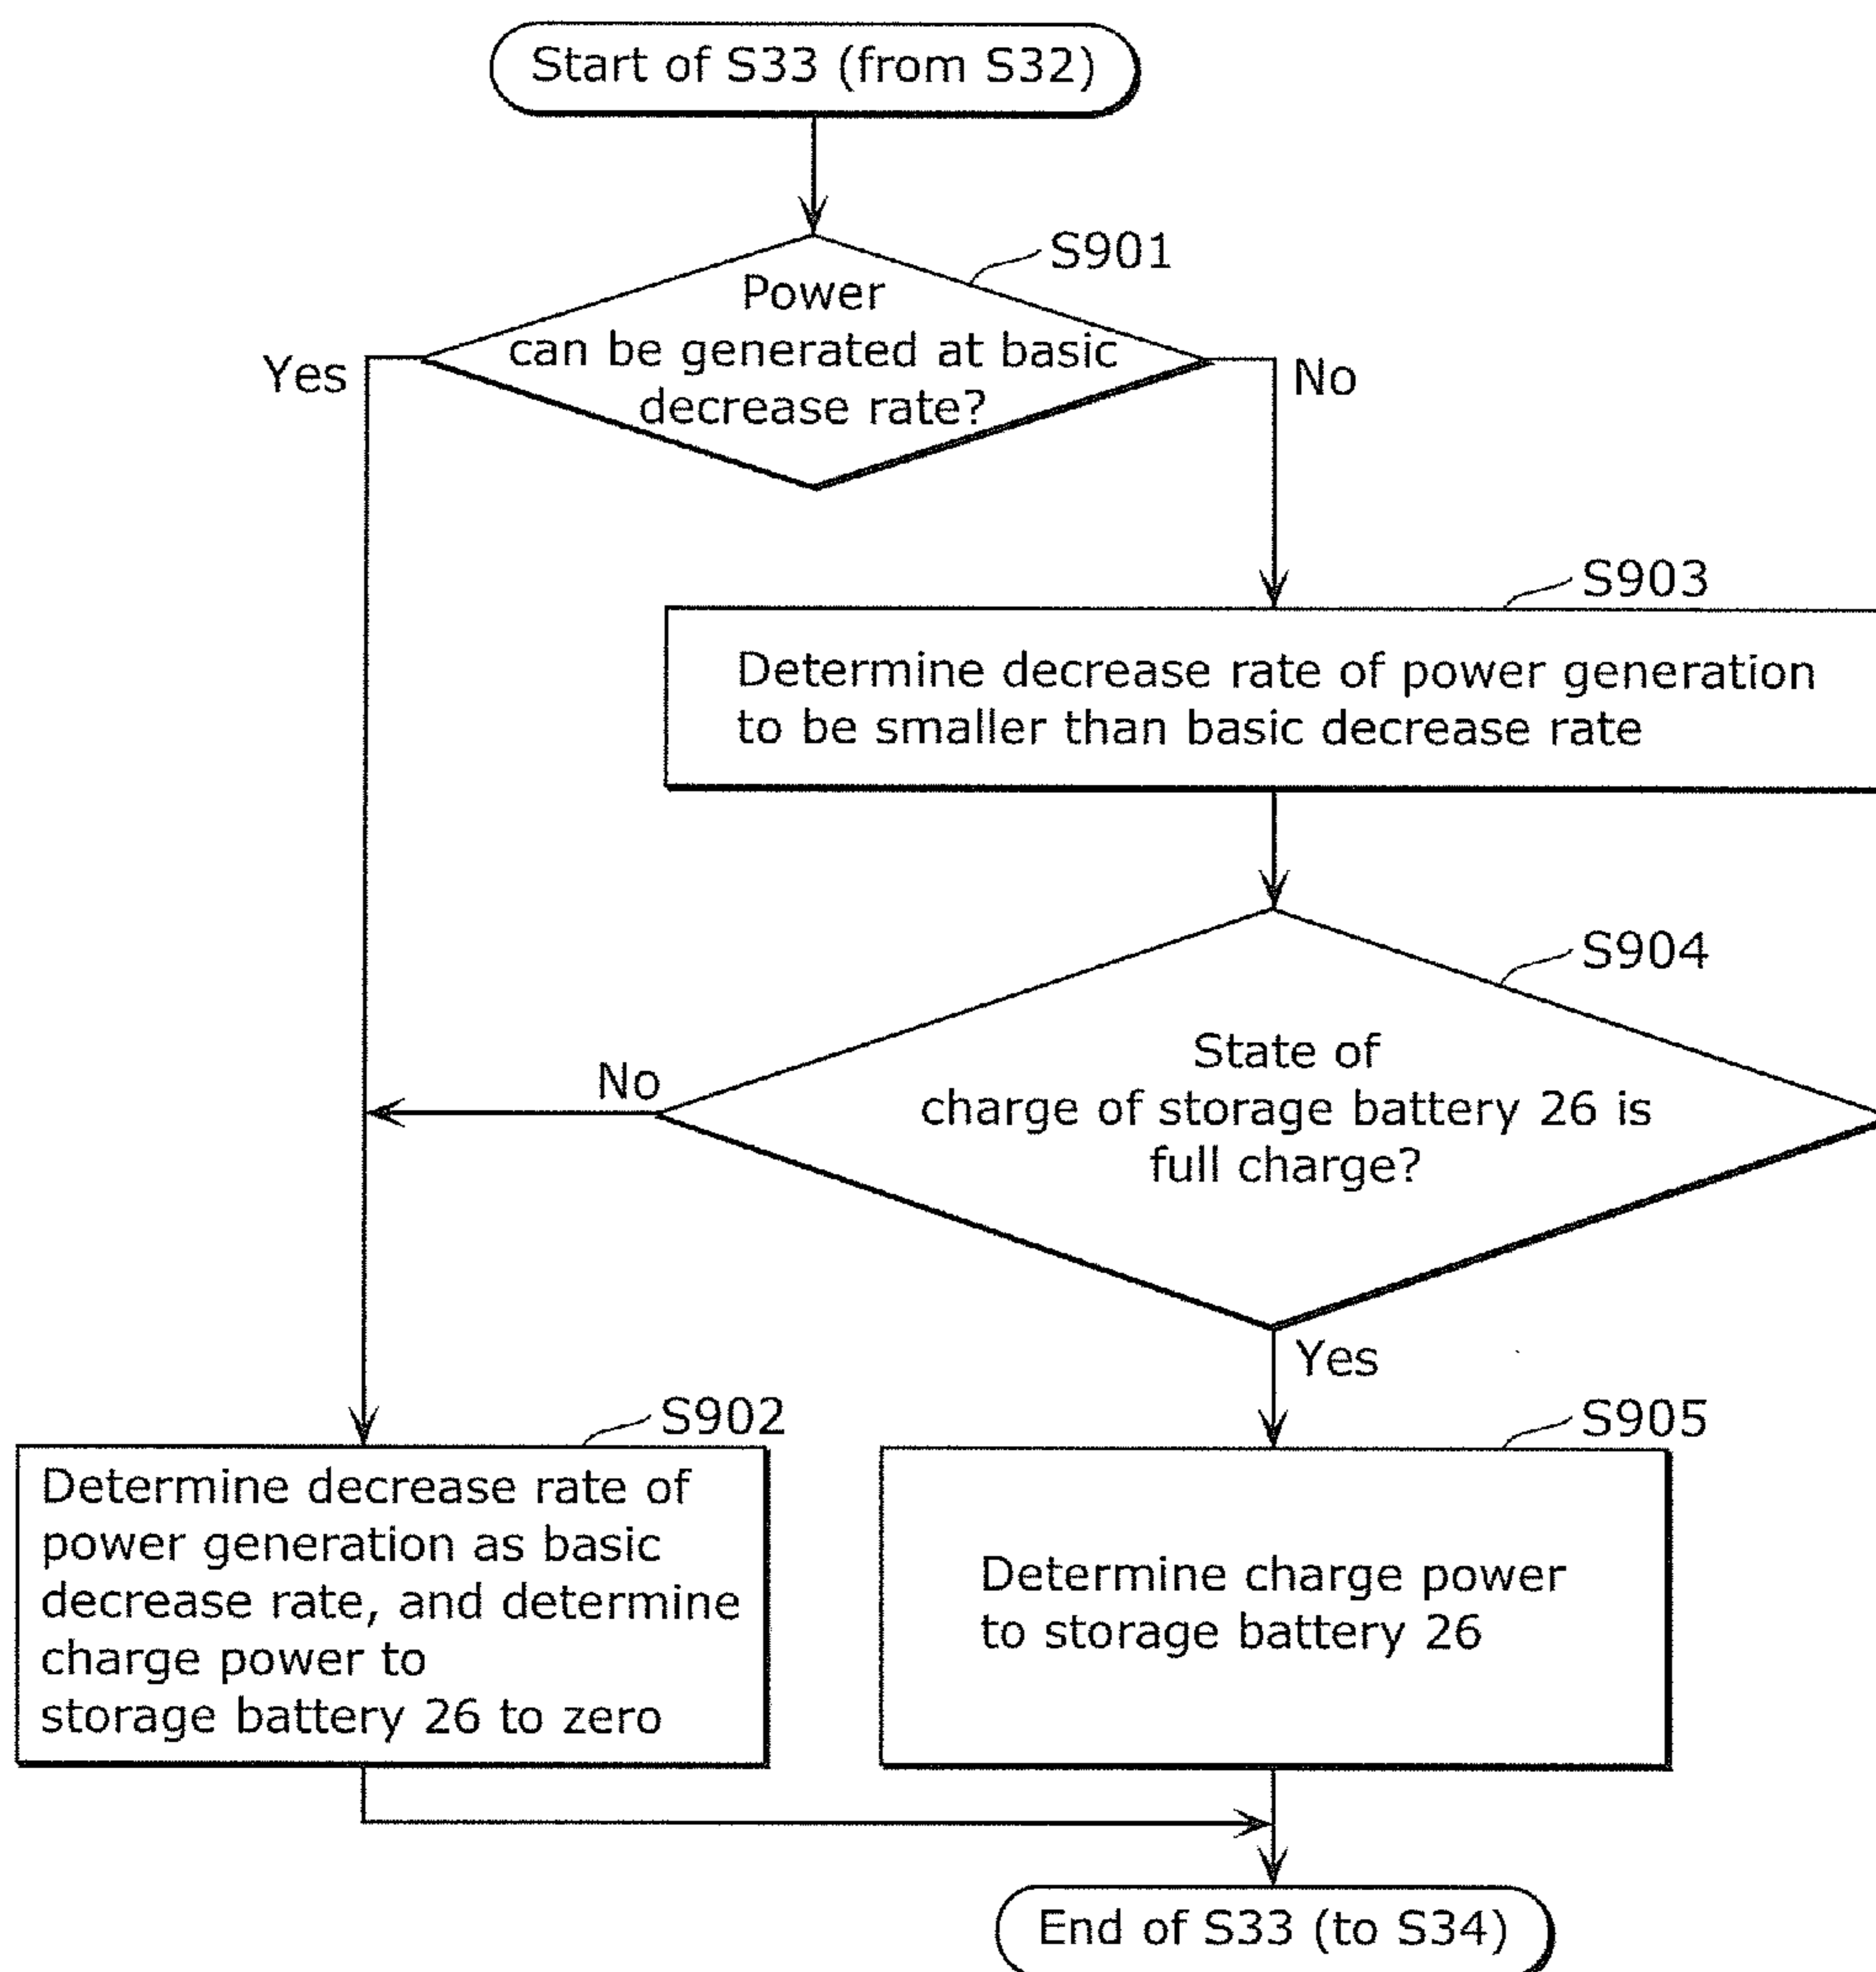 Start of S33 (from S32)
S901
Power
can be generated at basic
decrease rate?
Yes
No
S903
Determine decrease rate of power generation
to be smaller than basic decrease rate
S904
State of
charge of storage battery 26 is
full charge?
No
Yes
S902
Determine decrease rate of
power generation as basic
decrease rate, and determine
charge power to
storage battery 26 to zero
S905
Determine charge power
to storage battery 26
End of S33 (to S34)